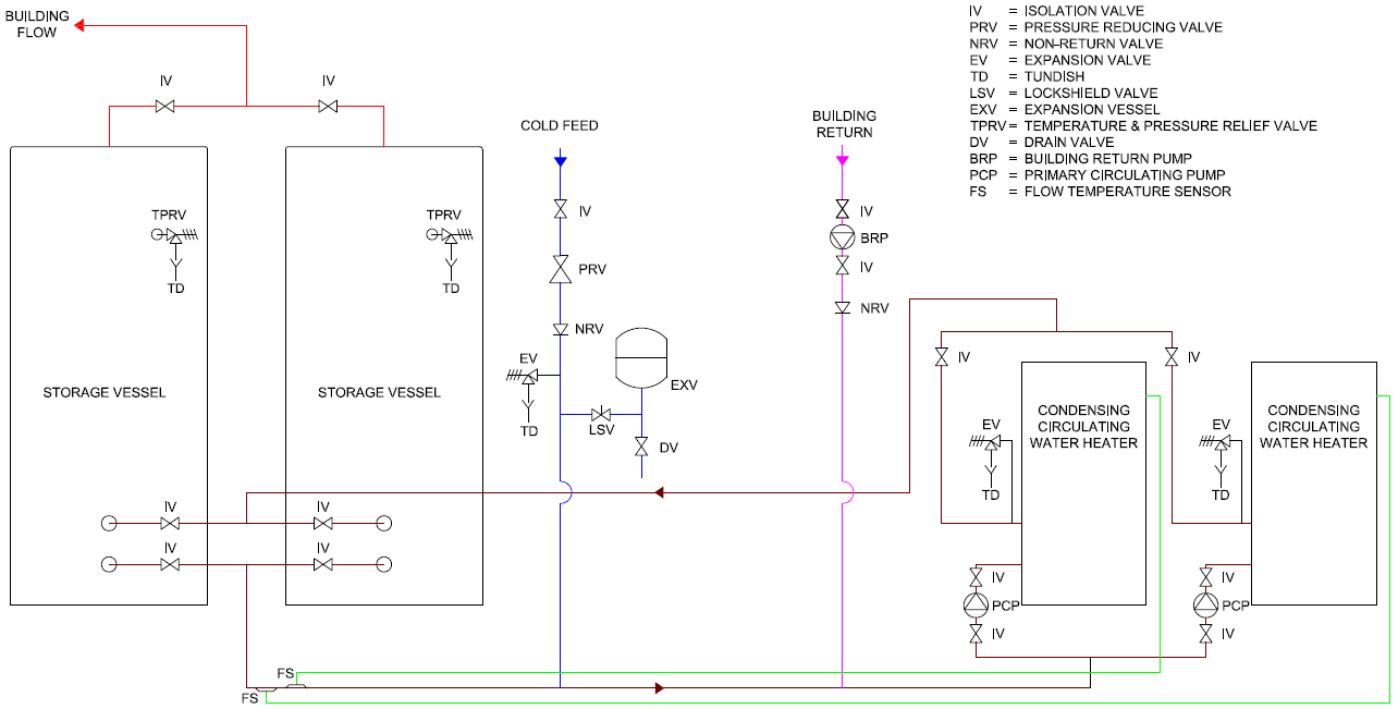 BUILDING
FLOW
IV = ISOLATION VALVE
PRV = PRESSURE REDUCING VALVE
NRV = NON-RETURN VALVE
EV = EXPANSION VALVE
TD = TUNDISH
LSV = LOCKSHIELD VALVE
EXV = EXPANSION VESSEL
TPRV = TEMPERATURE & PRESSURE RELIEF VALVE
DV = DRAIN VALVE
BRP = BUILDING RETURN PUMP
PCP = PRIMARY CIRCULATING PUMP
FS = FLOW TEMPERATURE SENSOR
IV
IV
COLD FEED
BUILDING
RETURN
TPRV
TD
TPRV
TD
IV
PRV
NRV
EV
TD
EXV
LSV
DV
IV
BRP
IV
NRV
STORAGE VESSEL
STORAGE VESSEL
IV
IV
IV
IV
IV
IV
CONDENSING
CIRCULATING
WATER HEATER
CONDENSING
CIRCULATING
WATER HEATER
EV
TD
EV
TD
IV
PCP
IV
IV
PCP
IV
FS
FS